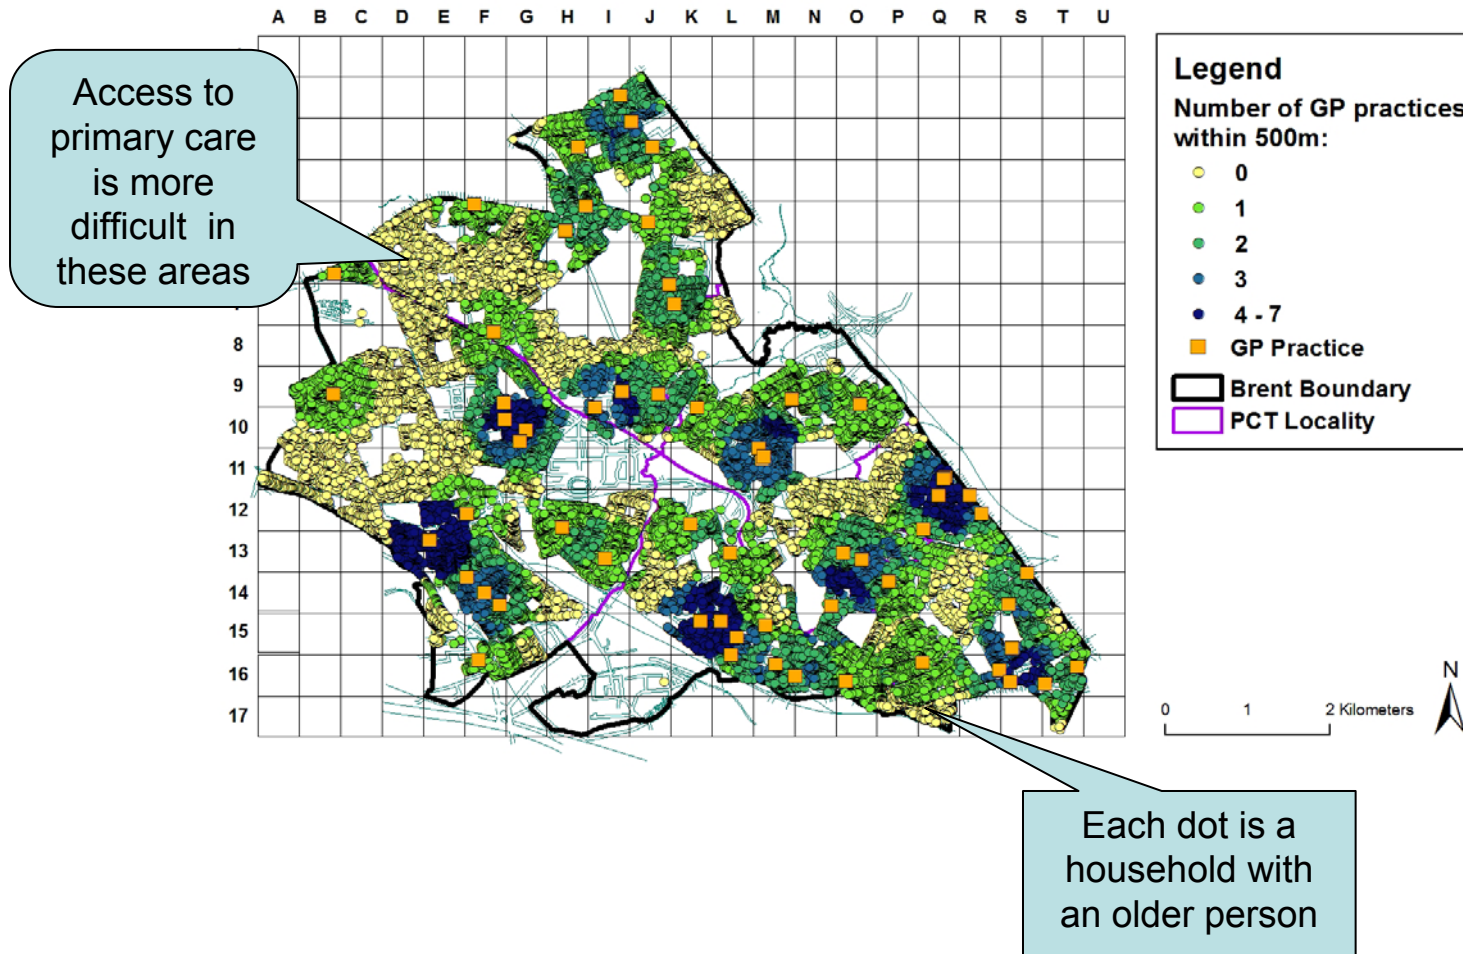 A B C D E F G H I J K L M N O P Q R S T U
Access to
primary care
is more
difficult in
these areas
8
9
10
11
12
13
14
15
16
17
Legend
Number of GP practices
within 500m:
0
1
2
3
4 - 7
GP Practice
Brent Boundary
PCT Locality
N
0 1 2 Kilometers
Each dot is a
household with
an older person